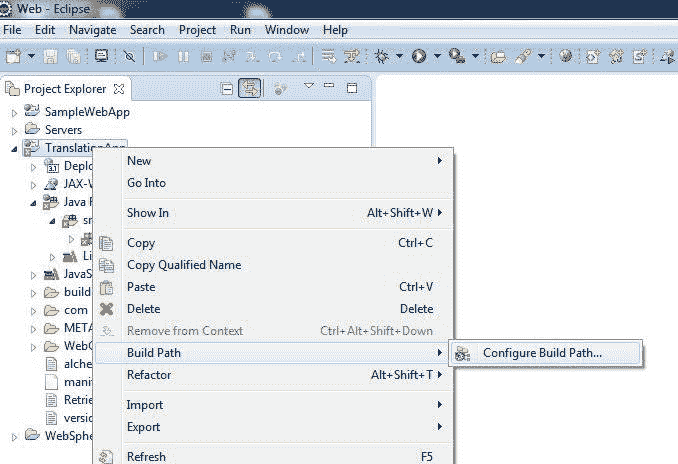 Web - Eclipse
File Edit Navigate Search Project Run Window Help
Project Explorer
SampleWebApp
Servers
TranslationApp
New
Deplo
Go Into
JAX-W
Java R
Show In Alt+Shift+W
sr
Copy Ctrl+C
Li
Copy Qualified Name
JavaS
Paste Ctrl+V
build
Delete Delete
com
META
Remove from Context Ctrl+Alt+Shift+Down
WebC
Build Path
Configure Build Path...
alche
Refactor Alt+Shift+T
mani
Retrie
Import
versio
Export
WebSphe
Refresh F5